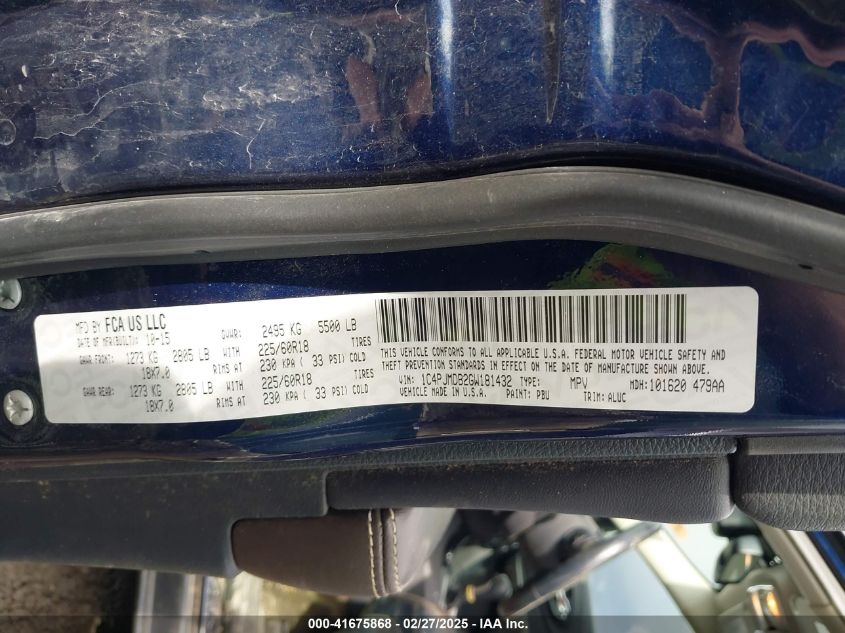 MFD BY FCA US LLC
DATE OF MFR(BUILT): 10-15 GVWR: 2495 KG 5500 LB
GAWR FRONT: 1273 KG 2805 LB WITH 225/60R18 TIRES
18X7.0 RIMS AT 230 KPA ( 33 PSI) COLD
GAWR REAR: 1273 KG 2805 LB WITH 225/60R18 TIRES
18X7.0 RIMS AT 230 KPA ( 33 PSI) COLD
THIS VEHICLE CONFORMS TO ALL APPLICABLE U.S.A. FEDERAL MOTOR VEHICLE SAFETY AND
THEFT PREVENTION STANDARDS IN EFFECT ON THE DATE OF MANUFACTURE SHOWN ABOVE.
VIN: 1C4PJMDB2GW181432 TYPE: MPV MDH: 101620 479AA
VEHICLE MADE IN U.S.A. PAINT: PBU TRIM: ALUC
000-41675868 - 02/27/2025 - IAA Inc.